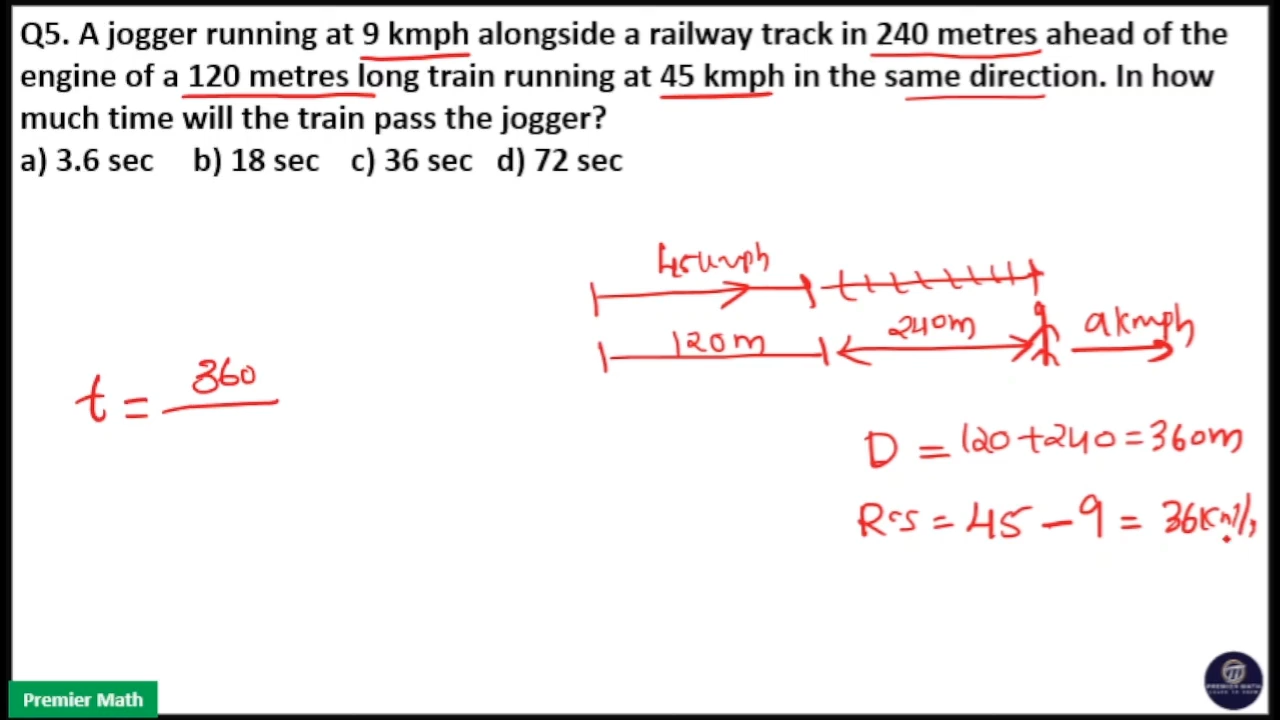 Q5. A jogger running at 9 kmph alongside a railway track in 240 metres ahead of the
engine of a 120 metres long train running at 45 kmph in the same direction. In how
much time will the train pass the jogger?
a) 3.6 sec b) 18 sec c) 36 sec d) 72 sec
45kmph
120m
240m
9kmph
t = 360
D = 120+240=360m
= 45 - 9 = 36
Premier Math
PREMIER MATH